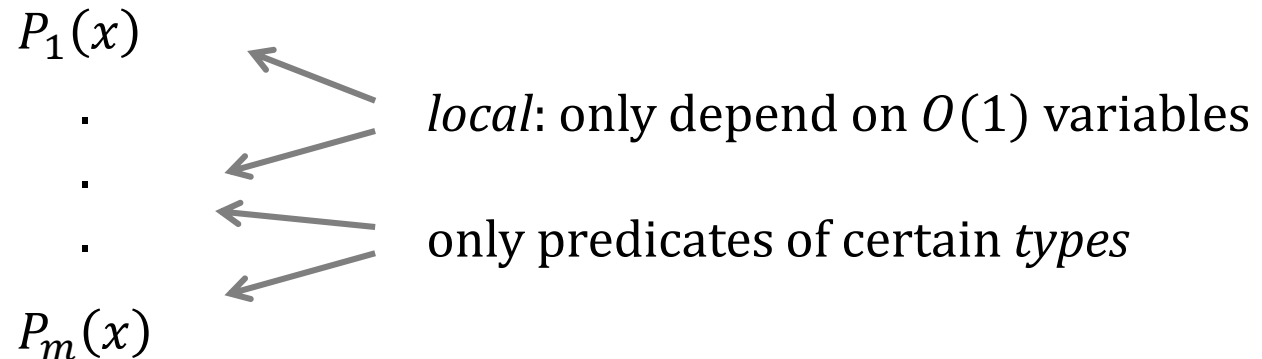 P₁(x)
local: only depend on O(1) variables
.
.
only predicates of certain types
.
Pₘ(x)